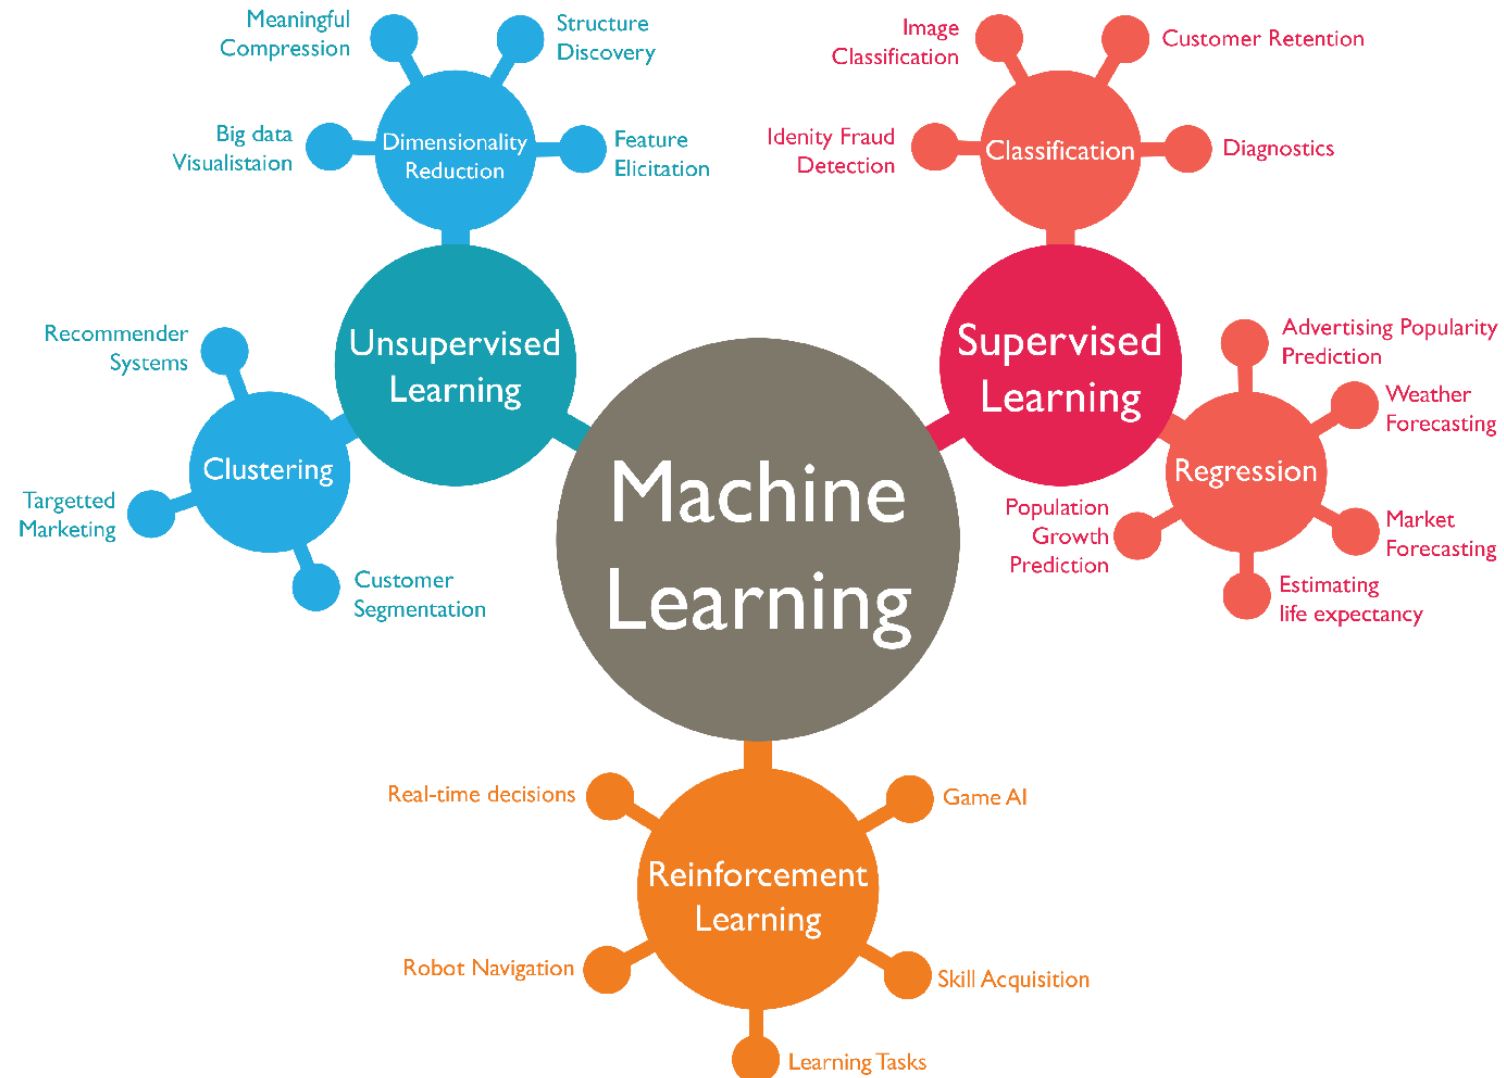 Meaningful
Compression
Structure
Discovery
Big data
Visualistaion
Dimensionality
Reduction
Feature
Elicitation
Image
Classification
Customer Retention
Idenity Fraud
Detection
Classification
Diagnostics
Unsupervised
Learning
Recommender
Systems
Clustering
Targetted
Marketing
Customer
Segmentation
Supervised
Learning
Advertising Popularity
Prediction
Weather
Forecasting
Regression
Population
Growth
Prediction
Market
Forecasting
Estimating
life expectancy
Machine
Learning
Real-time decisions
Game AI
Reinforcement
Learning
Robot Navigation
Skill Acquisition
Learning Tasks